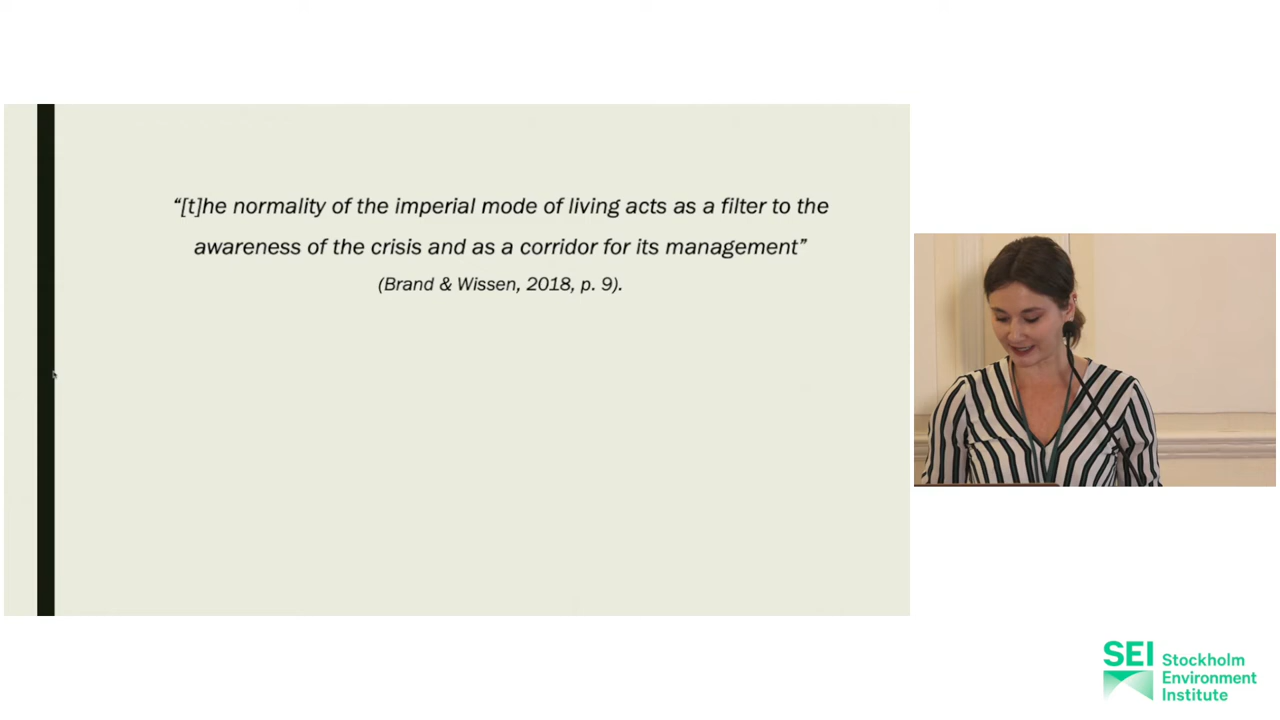 “[t]he normality of the imperial mode of living acts as a filter to the
awareness of the crisis and as a corridor for its management”
(Brand & Wissen, 2018, p. 9).
SEI
Stockholm
Environment
Institute